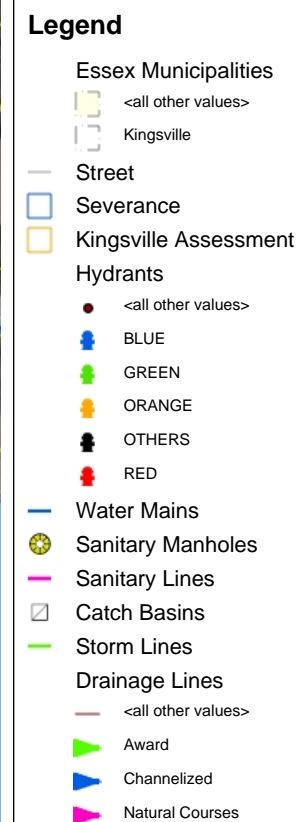 Legend
Essex Municipalities
<all other values>
Kingsville
Street
Severance
Kingsville Assessment
Hydrants
<all other values>
BLUE
GREEN
ORANGE
OTHERS
RED
Water Mains
Sanitary Manholes
Sanitary Lines
Catch Basins
Storm Lines
Drainage Lines
<all other values>
Award
Channelized
Natural Courses